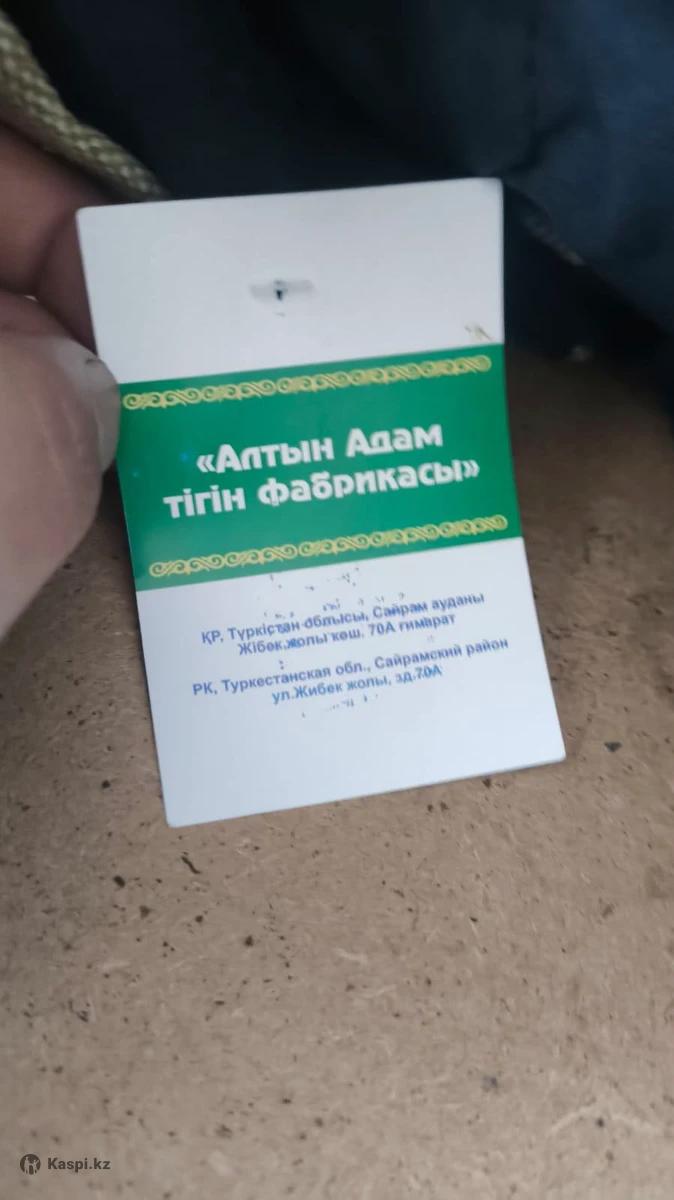 «Алтын Адам
тігін фабрикасы»
ҚР, Түркістан облысы, Сайрам ауданы
Жібек жолы көш. 70А ғимарат
РК, Туркестанская обл., Сайрамский район
ул.Жибек жолы, зд.70А
Kaspi.kz